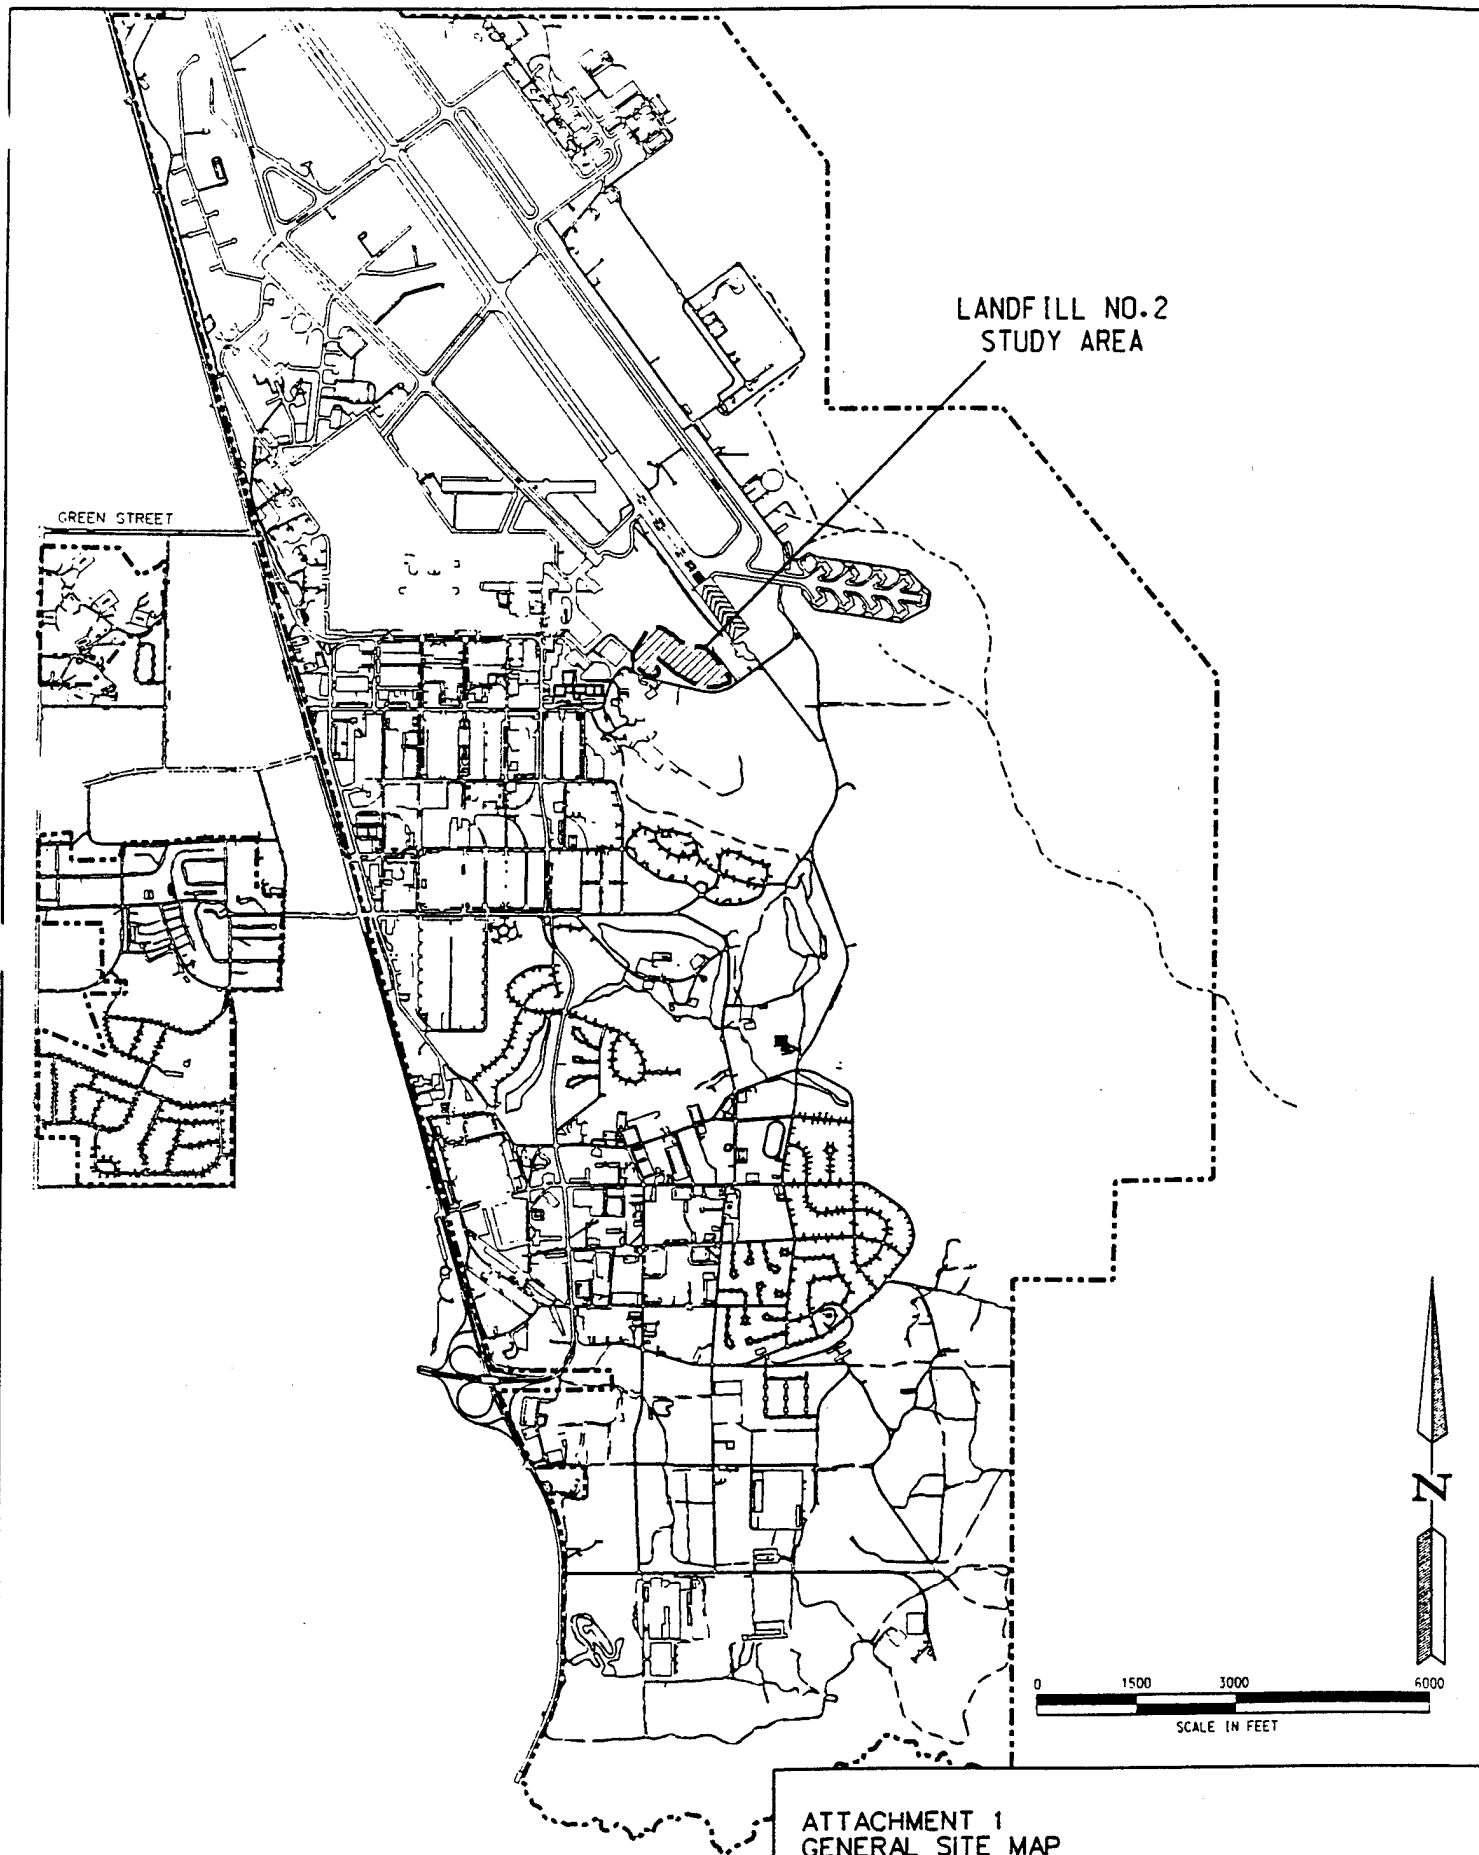 LANDFILL NO.2
STUDY AREA
GREEN STREET
N
0 1500 3000 6000
SCALE IN FEET
ATTACHMENT 1
GENERAL SITE MAP